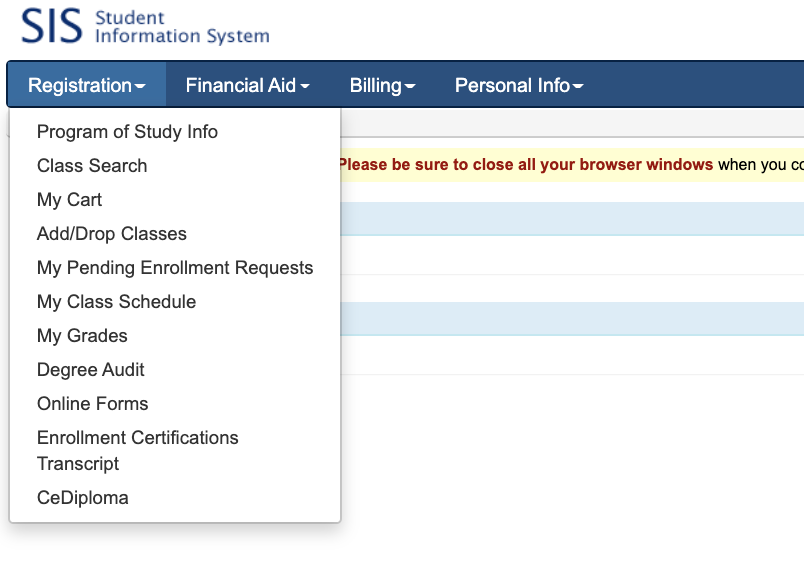 SIS Student
Information System
Registration Financial Aid Billing Personal Info
Program of Study Info
Class Search
Please be sure to close all your browser windows when you
My Cart
Add/Drop Classes
My Pending Enrollment Requests
My Class Schedule
My Grades
Degree Audit
Online Forms
Enrollment Certifications
Transcript
CeDiploma